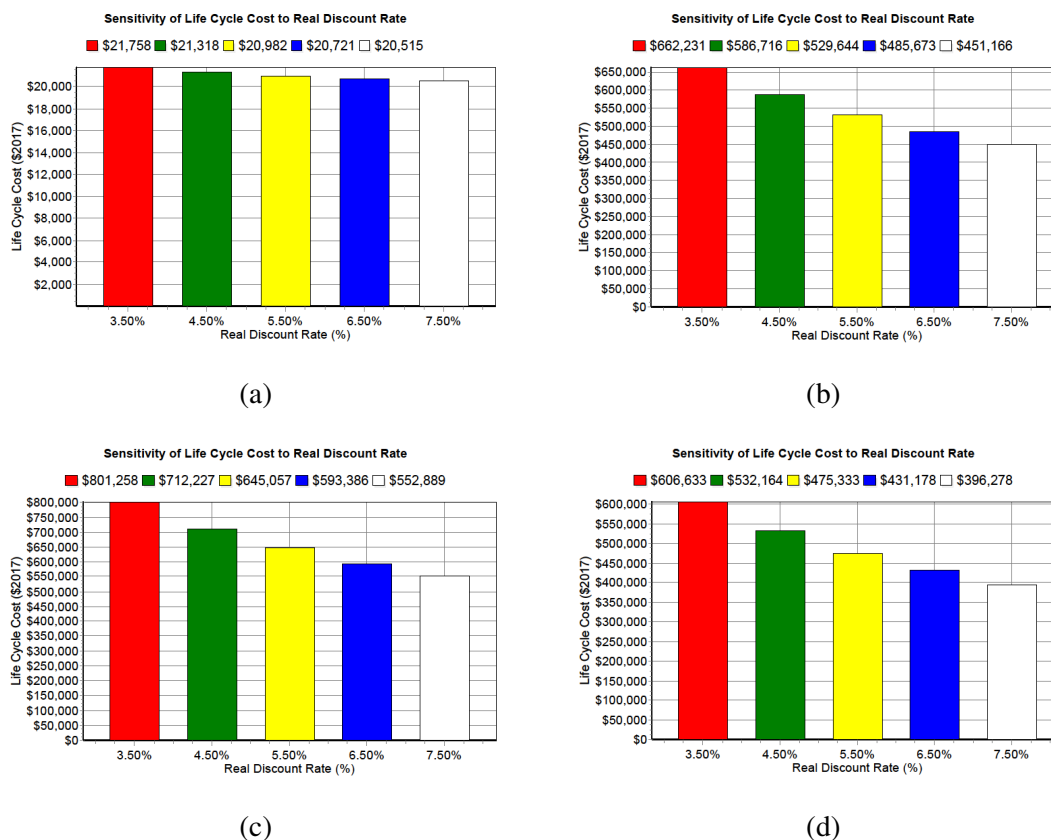 Sensitivity of Life Cycle Cost to Real Discount Rate
$21,758 $21,318 $20,982 $20,721 $20,515
$20,000
$18,000
$16,000
$14,000
$12,000
$10,000
$8,000
$6,000
$4,000
$2,000
Life Cycle Cost ($2017)
3.50% 4.50% 5.50% 6.50% 7.50%
Real Discount Rate (%)
(a)
Sensitivity of Life Cycle Cost to Real Discount Rate
$662,231 $586,716 $529,644 $485,673 $451,166
$650,000
$600,000
$550,000
$500,000
$450,000
$400,000
$350,000
$300,000
$250,000
$200,000
$150,000
$100,000
$50,000
$0
Life Cycle Cost ($2017)
3.50% 4.50% 5.50% 6.50% 7.50%
Real Discount Rate (%)
(b)
Sensitivity of Life Cycle Cost to Real Discount Rate
$801,258 $712,227 $645,057 $593,386 $552,889
$800,000
$750,000
$700,000
$650,000
$600,000
$550,000
$500,000
$450,000
$400,000
$350,000
$300,000
$250,000
$200,000
$150,000
$100,000
$50,000
$0
Life Cycle Cost ($2017)
3.50% 4.50% 5.50% 6.50% 7.50%
Real Discount Rate (%)
(c)
Sensitivity of Life Cycle Cost to Real Discount Rate
$606,633 $532,164 $475,333 $431,178 $396,278
$600,000
$550,000
$500,000
$450,000
$400,000
$350,000
$300,000
$250,000
$200,000
$150,000
$100,000
$50,000
$0
Life Cycle Cost ($2017)
3.50% 4.50% 5.50% 6.50% 7.50%
Real Discount Rate (%)
(d)